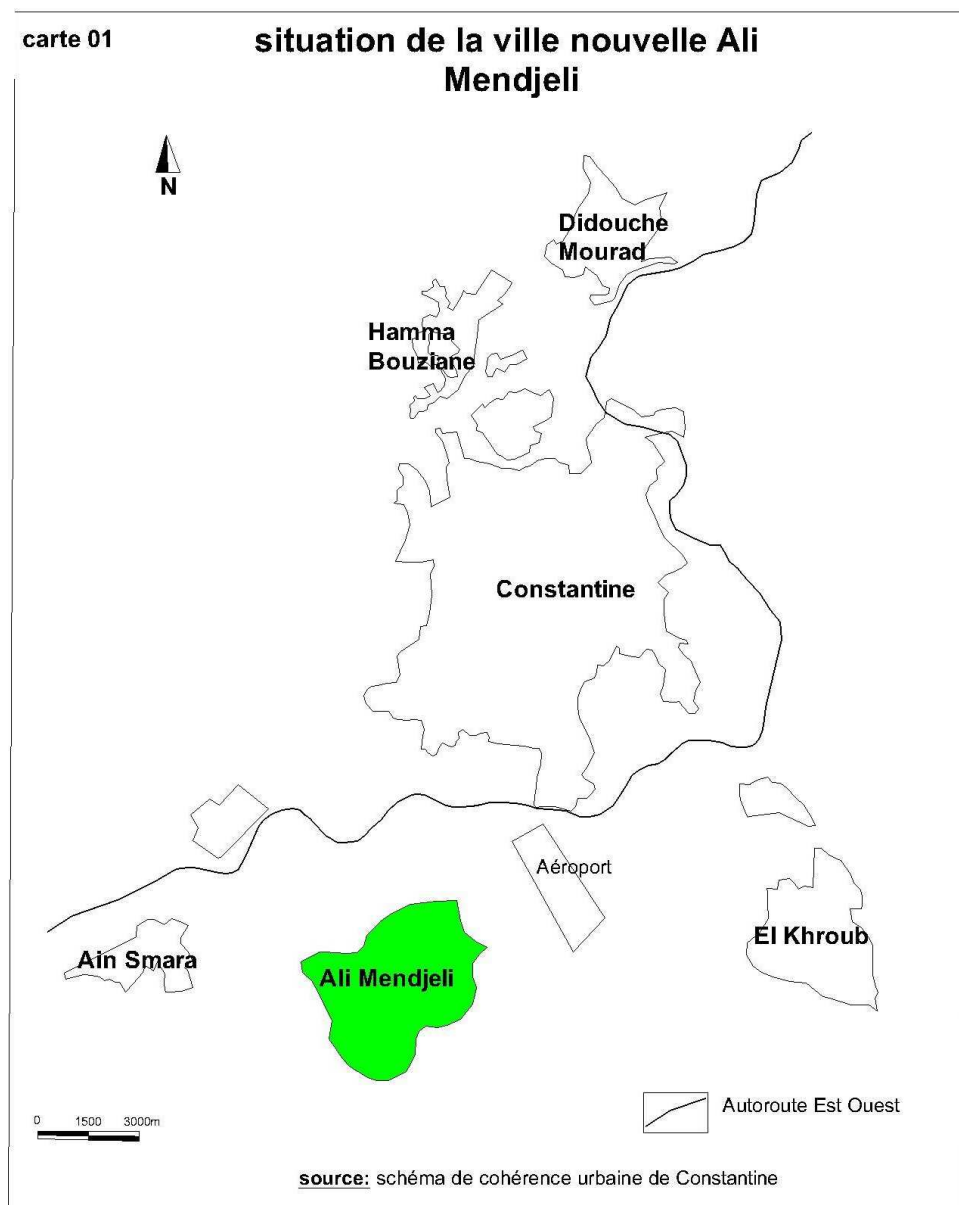 carte 01
situation de la ville nouvelle Ali
Mendjeli
N
Didouche
Mourad
Hamma
Bouziane
Constantine
Aéroport
El Khroub
Ain Smara
Ali Mendjeli
0 1500 3000m
Autoroute Est Ouest
source: schéma de cohérence urbaine de Constantine